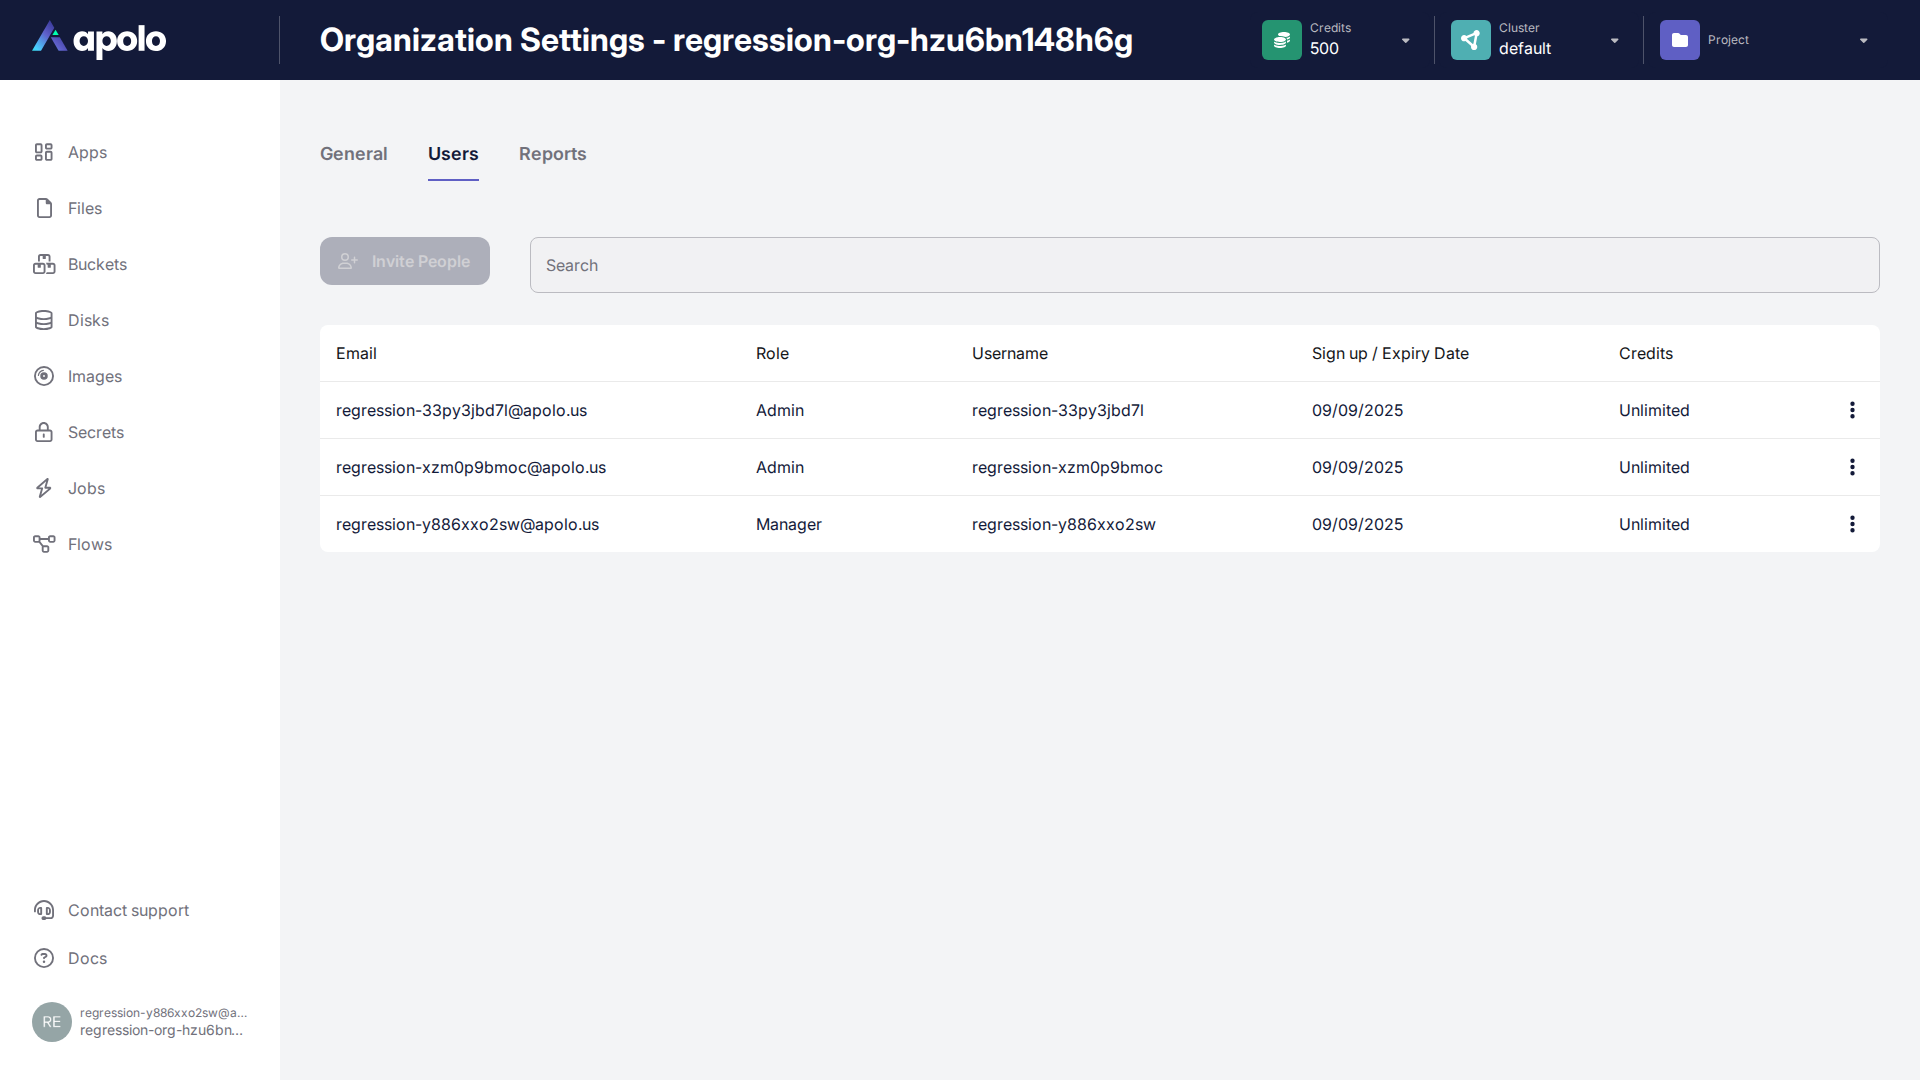 apolo
Organization Settings - regression-org-hzu6bn148h6g
Credits
500
Cluster
default
Project
Apps
Files
Buckets
Disks
Images
Secrets
Jobs
Flows
General Users Reports
Invite People
Search
Email Role Username Sign up / Expiry Date Credits
regression-33py3jbd7l@apolo.us Admin regression-33py3jbd7l 09/09/2025 Unlimited
regression-xzm0p9bmoc@apolo.us Admin regression-xzm0p9bmoc 09/09/2025 Unlimited
regression-y886xxo2sw@apolo.us Manager regression-y886xxo2sw 09/09/2025 Unlimited
Contact support
Docs
RE
regression-y886xxo2sw@a...
regression-org-hzu6bn...